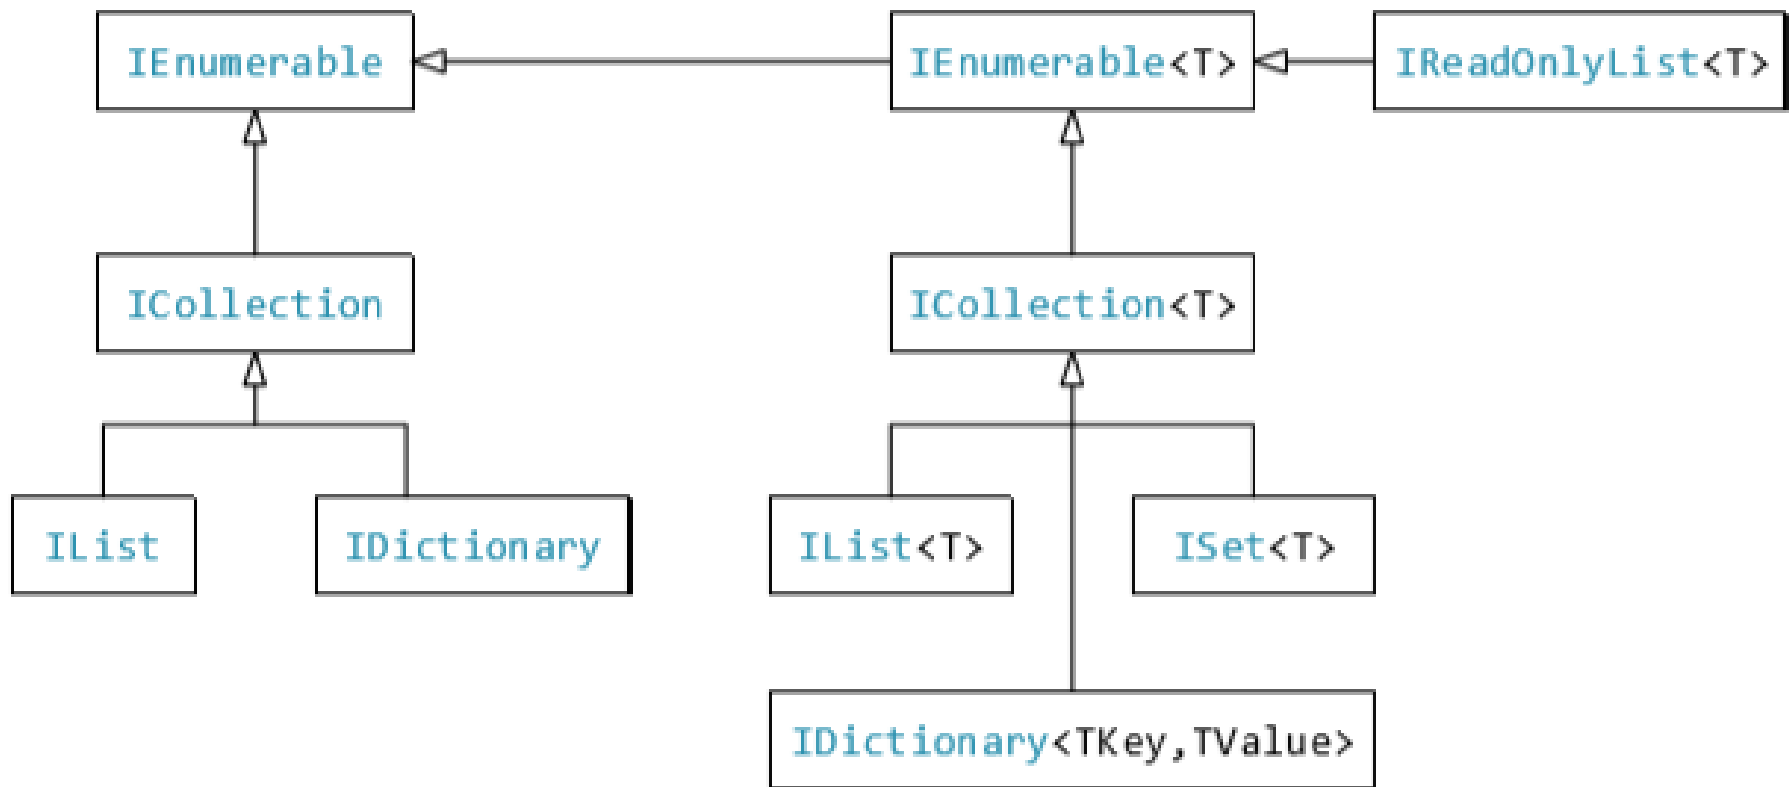 IEnumerable
IEnumerable<T>
IReadOnlyList<T>
ICollection
ICollection<T>
IList
IDictionary
IList<T>
ISet<T>
IDictionary<TKey,TValue>